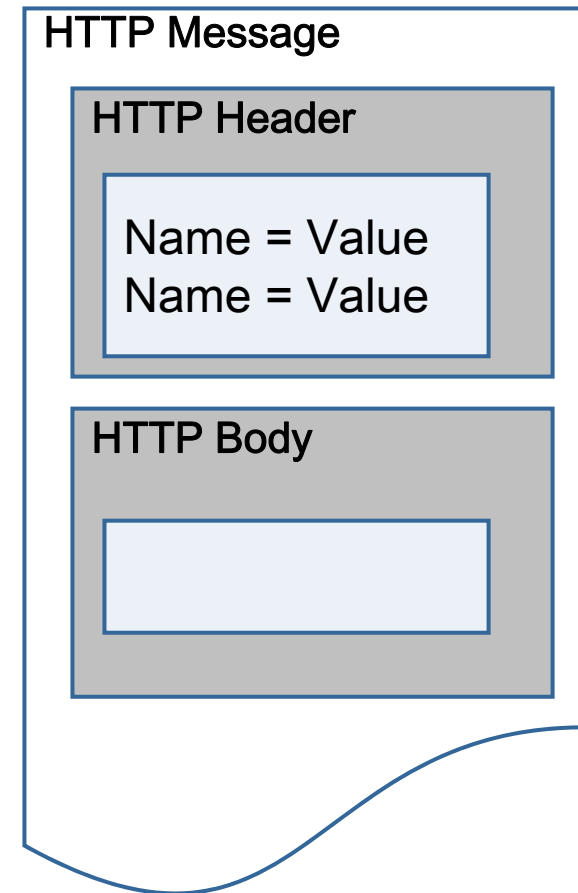 HTTP Message
HTTP Header
Name = Value
Name = Value
HTTP Body